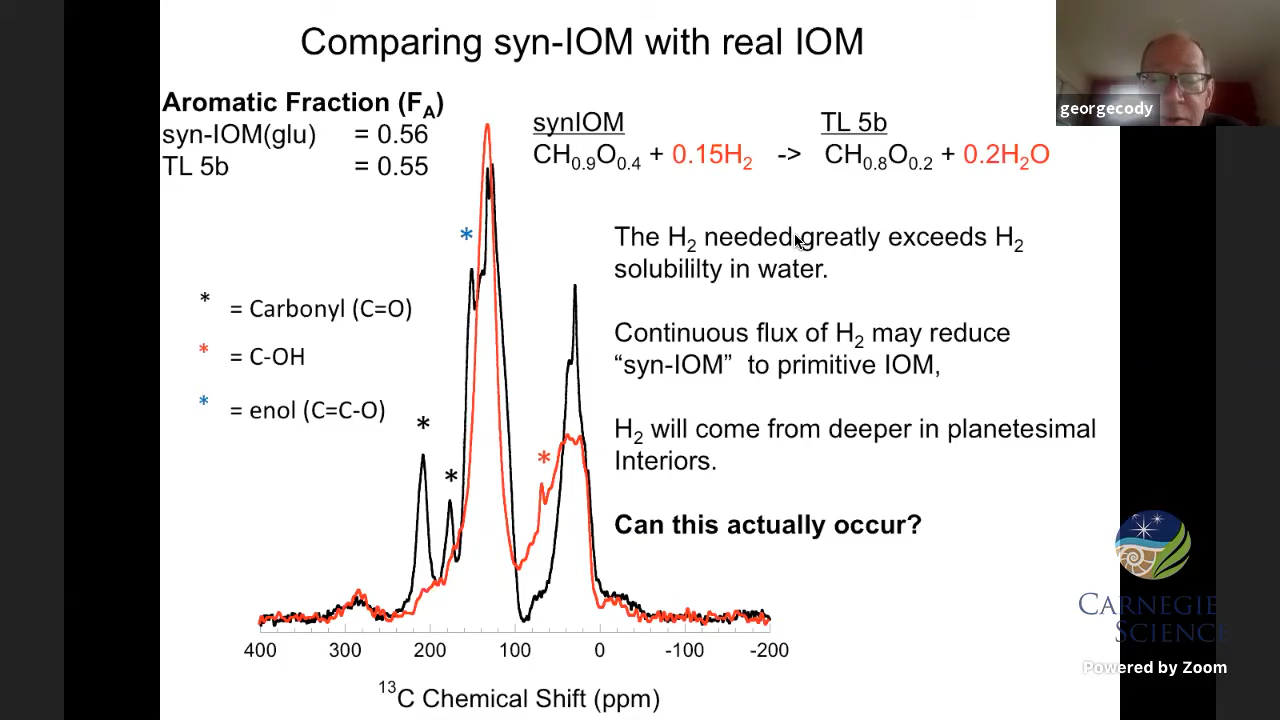 Comparing syn-IOM with real IOM
Aromatic Fraction (F_A)
syn-IOM(glu) = 0.56
TL 5b = 0.55
synIOM TL 5b
CH₀.₉O₀.₄ + 0.15H₂ -> CH₀.₈O₀.₂ + 0.2H₂O
The H₂ needed greatly exceeds H₂
solubililty in water.
Continuous flux of H₂ may reduce
“syn-IOM” to primitive IOM,
H₂ will come from deeper in planetesimal
Interiors.
Can this actually occur?
* = Carbonyl (C=O)
* = C-OH
* = enol (C=C-O)
*
*
*
*
400 300 200 100 0 -100 -200
¹³C Chemical Shift (ppm)
georgecody
CARNEGIE
SCIENCE
Powered by Zoom